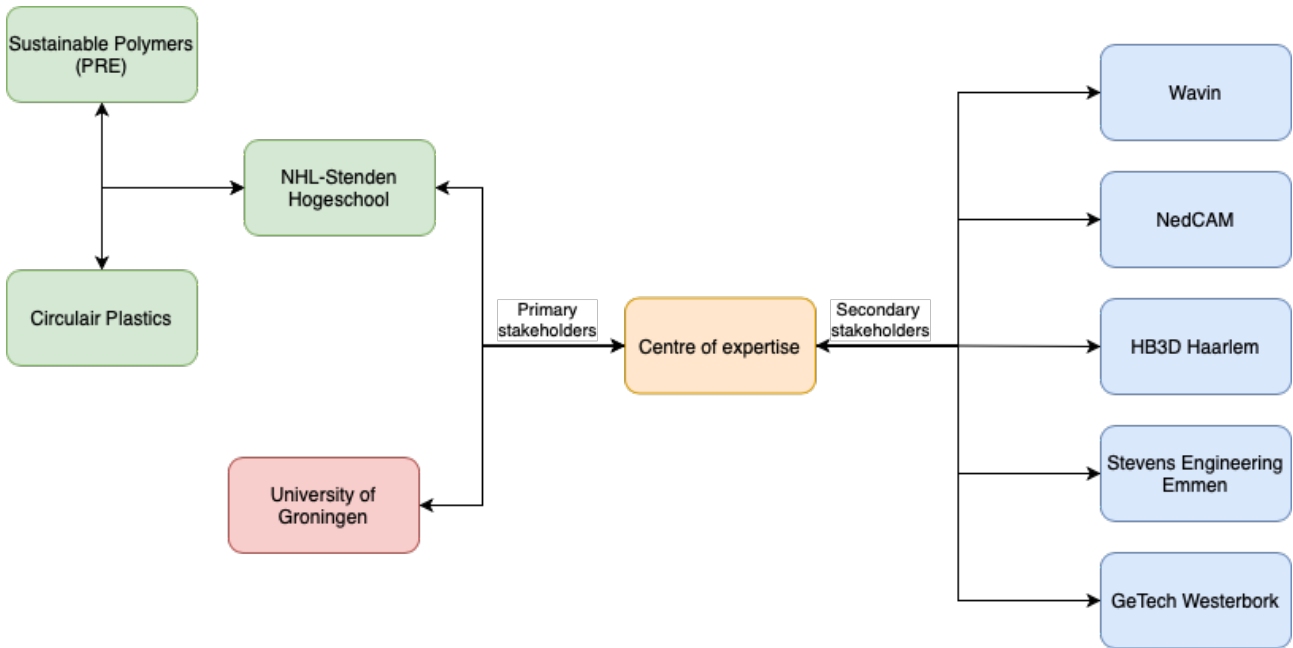 Sustainable Polymers
(PRE)
NHL-Stenden
Hogeschool
Circulair Plastics
University of
Groningen
Primary
stakeholders
Centre of expertise
Secondary
stakeholders
Wavin
NedCAM
HB3D Haarlem
Stevens Engineering
Emmen
GeTech Westerbork